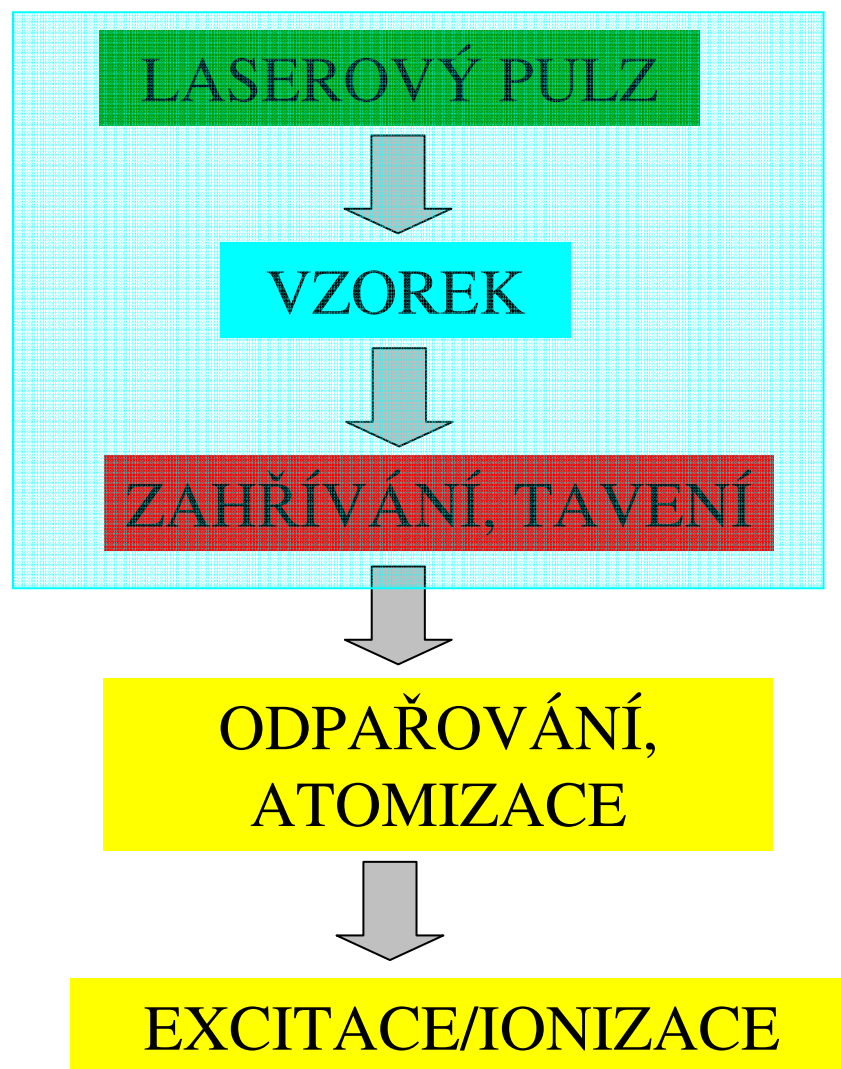 LASEROVÝ PULZ
VZOREK
ZAHŘÍVÁNÍ, TAVENÍ
ODPAŘOVÁNÍ,
ATOMIZACE
EXCITACE/IONIZACE